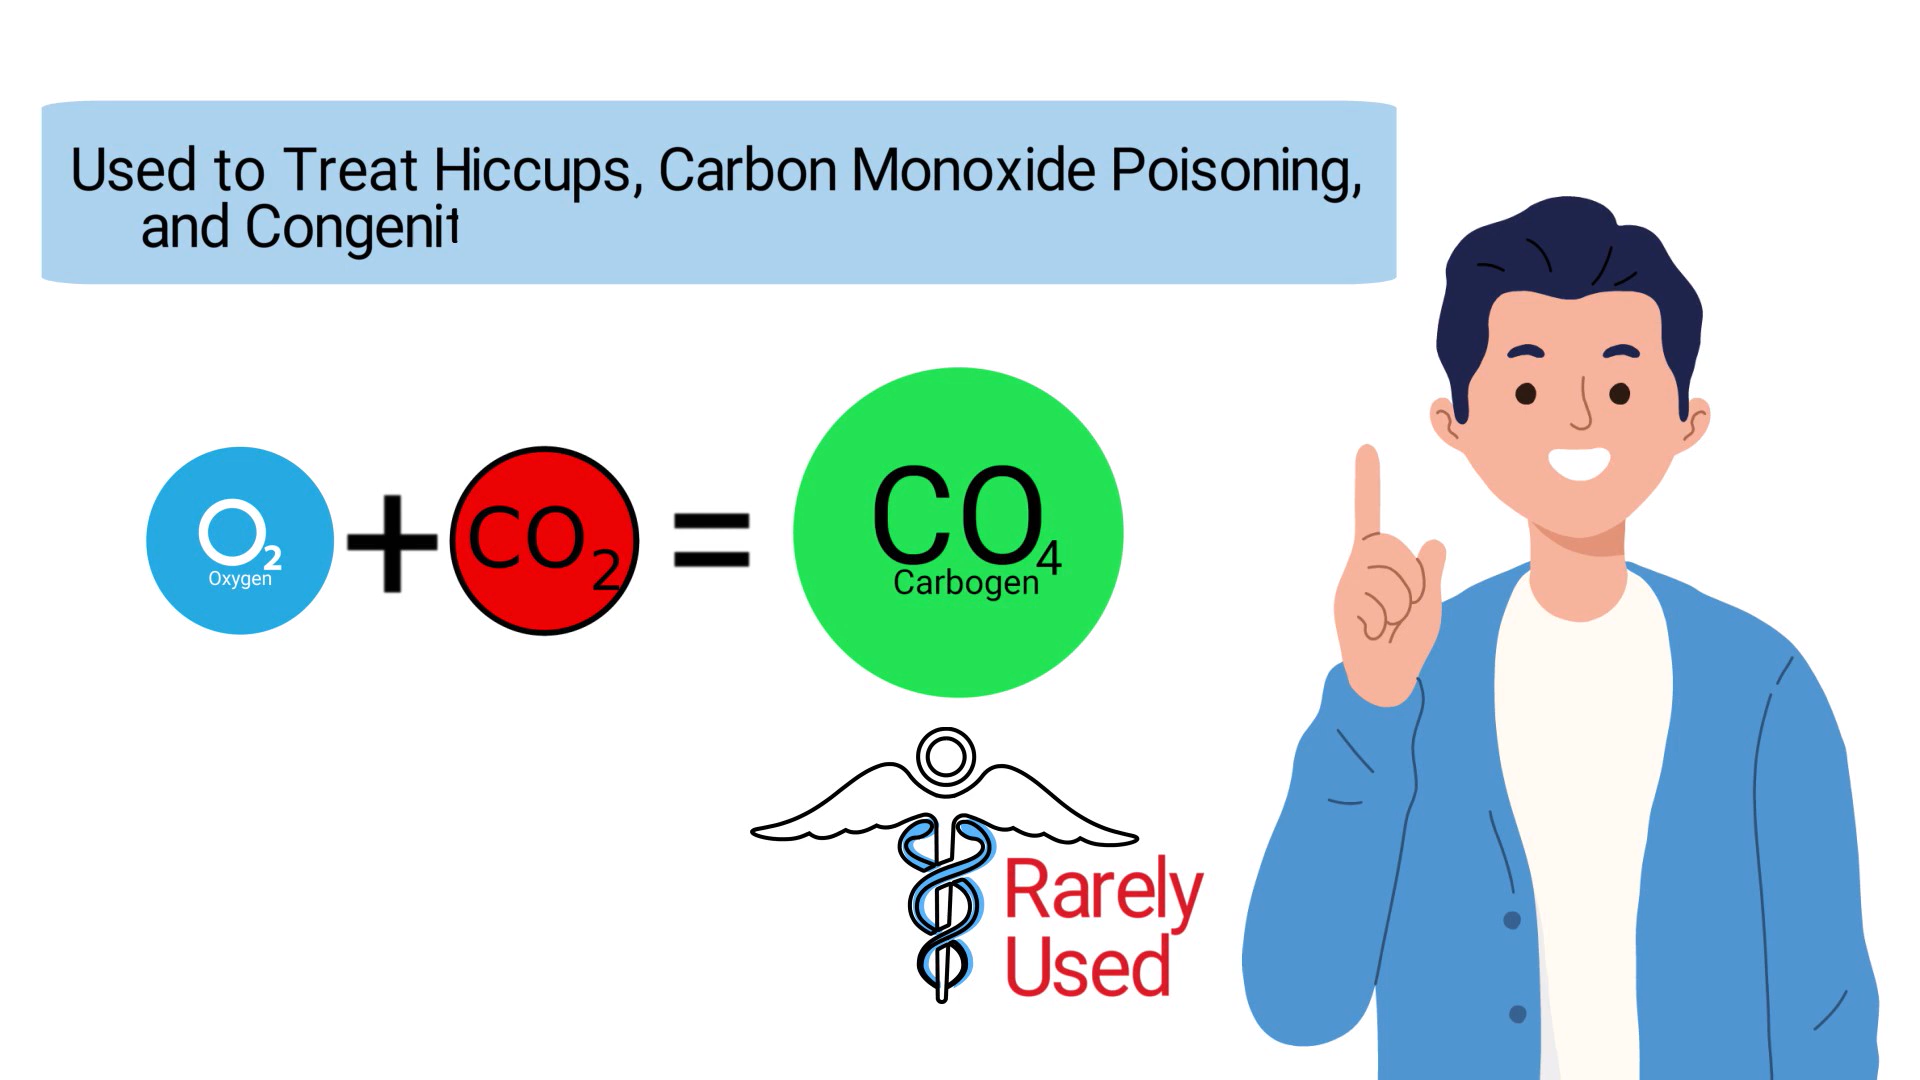 Used to Treat Hiccups, Carbon Monoxide Poisoning,
and Congenit
O2
Oxygen
+
CO2
=
CO4
Carbogen
Rarely
Used